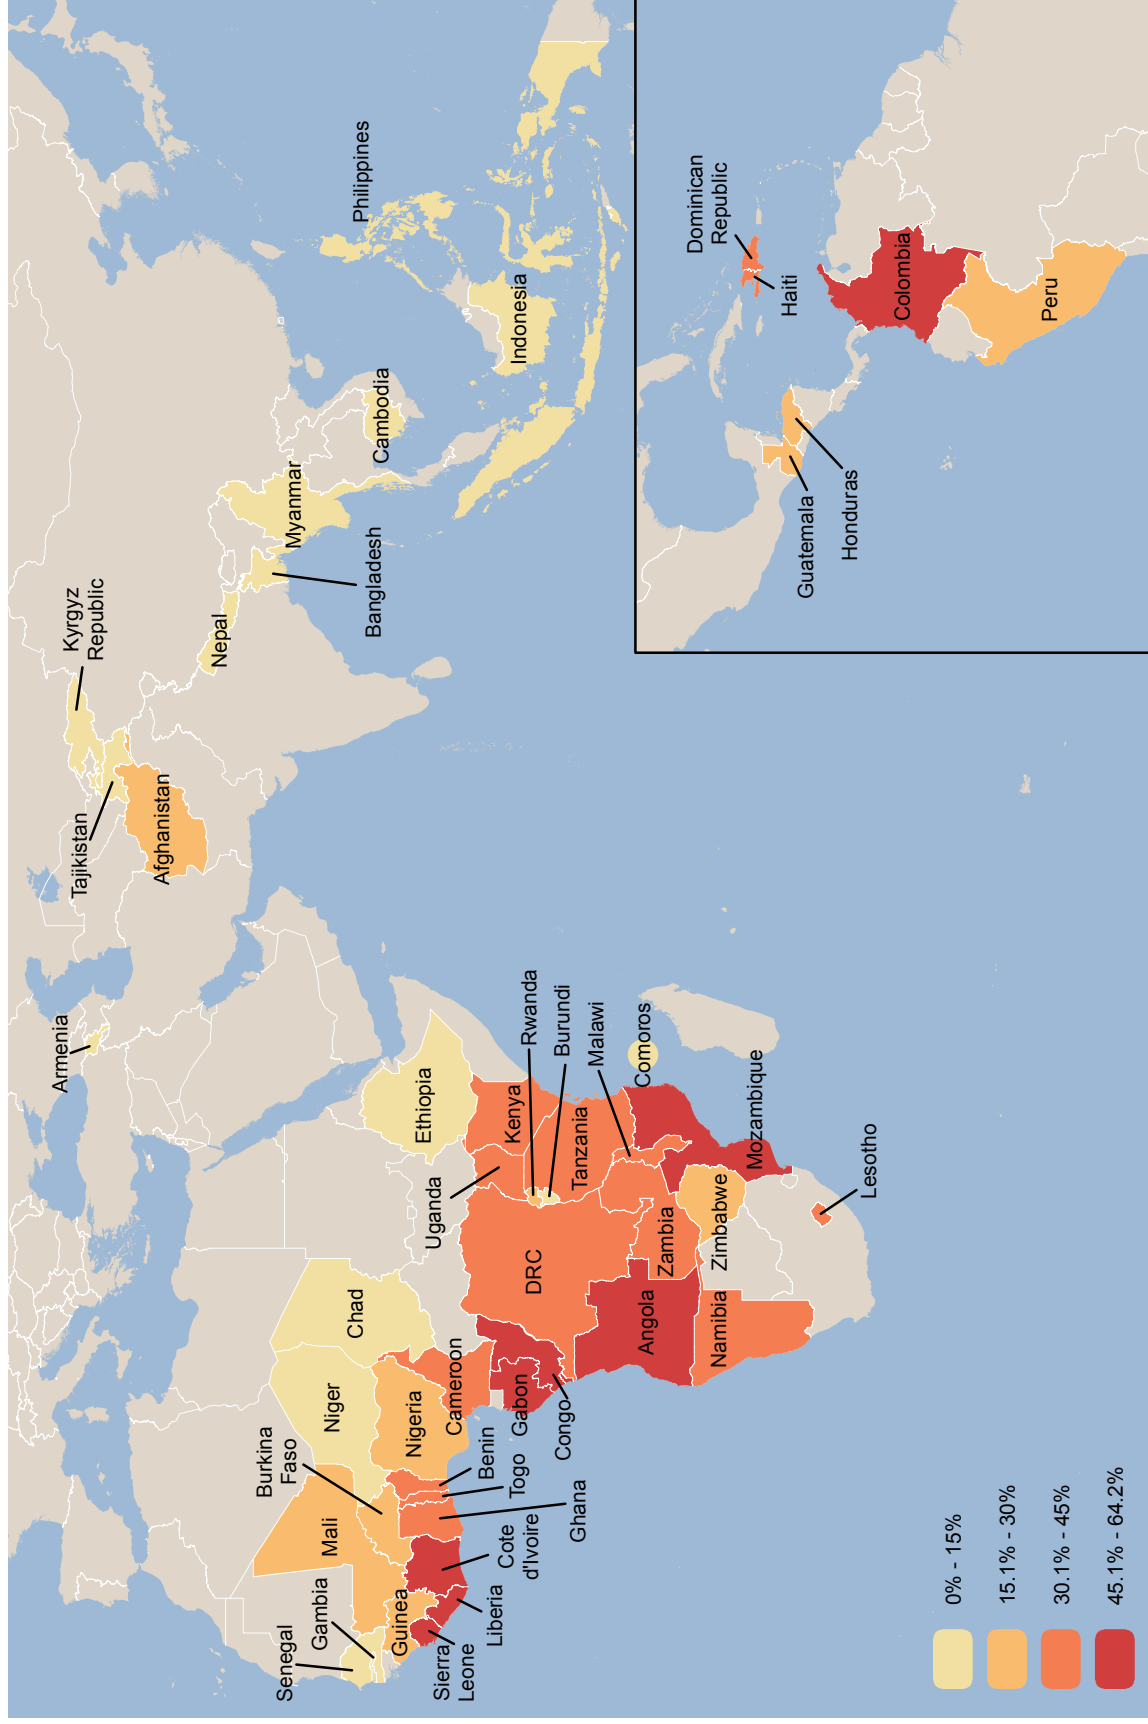 Armenia
Kyrgyz
Republic
Tajikistan
Afghanistan
Nepal
Bangladesh
Myanmar
Cambodia
Philippines
Indonesia
Senegal
Gambia
Mali
Burkina
Faso
Niger
Chad
Guinea
Sierra
Leone
Liberia
Cote
d'Ivoire
Ghana
Togo
Benin
Nigeria
Cameroon
Gabon
Congo
DRC
Uganda
Ethiopia
Kenya
Rwanda
Burundi
Tanzania
Malawi
Comoros
Angola
Zambia
Mozambique
Zimbabwe
Namibia
Lesotho
Dominican
Republic
Haiti
Guatemala
Honduras
Colombia
Peru
0% - 15%
15.1% - 30%
30.1% - 45%
45.1% - 64.2%